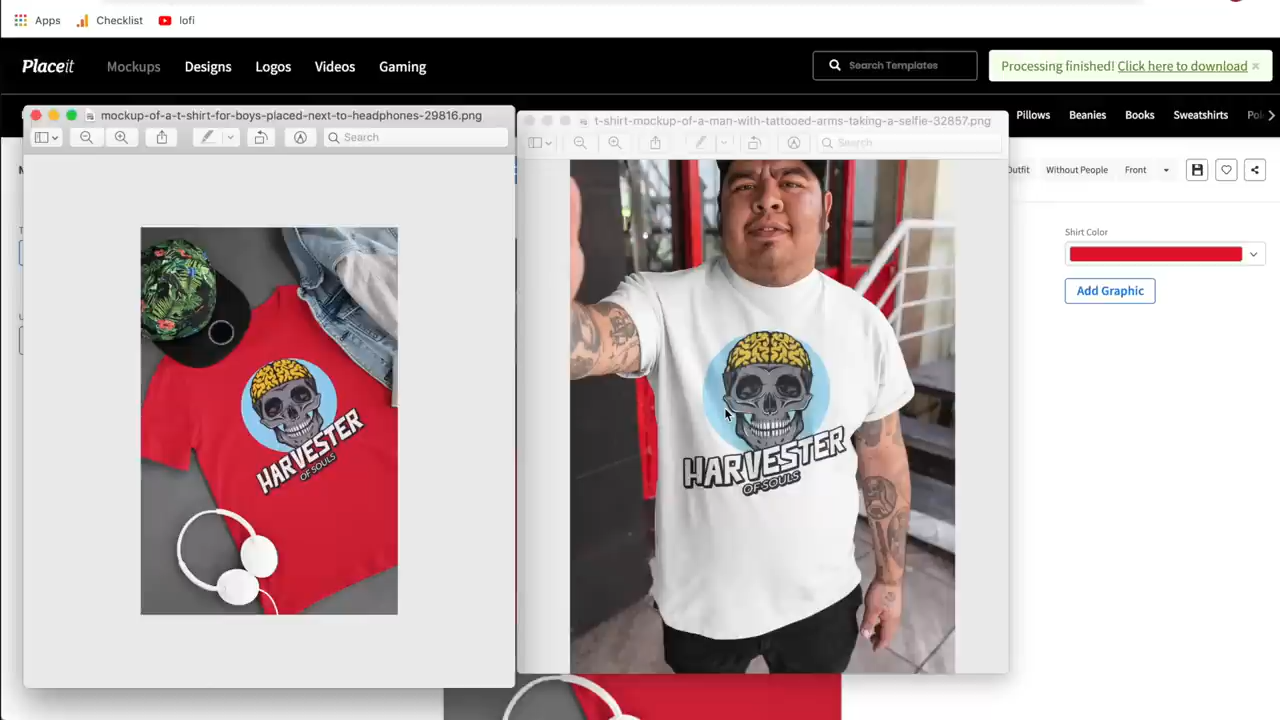 Apps
Checklist
lofi
Placeit
Mockups
Designs
Logos
Videos
Gaming
Search Templates
Processing finished! Click here to download ×
mockup-of-a-t-shirt-for-boys-placed-next-to-headphones-29816.png
t-shirt-mockup-of-a-man-with-tattooed-arms-taking-a-selfie-32857.png
Pillows
Beanies
Books
Sweatshirts
Search
Search
Without People
Front
Shirt Color
Add Graphic
HARVESTER
OF SOULS
HARVESTER
OF SOULS